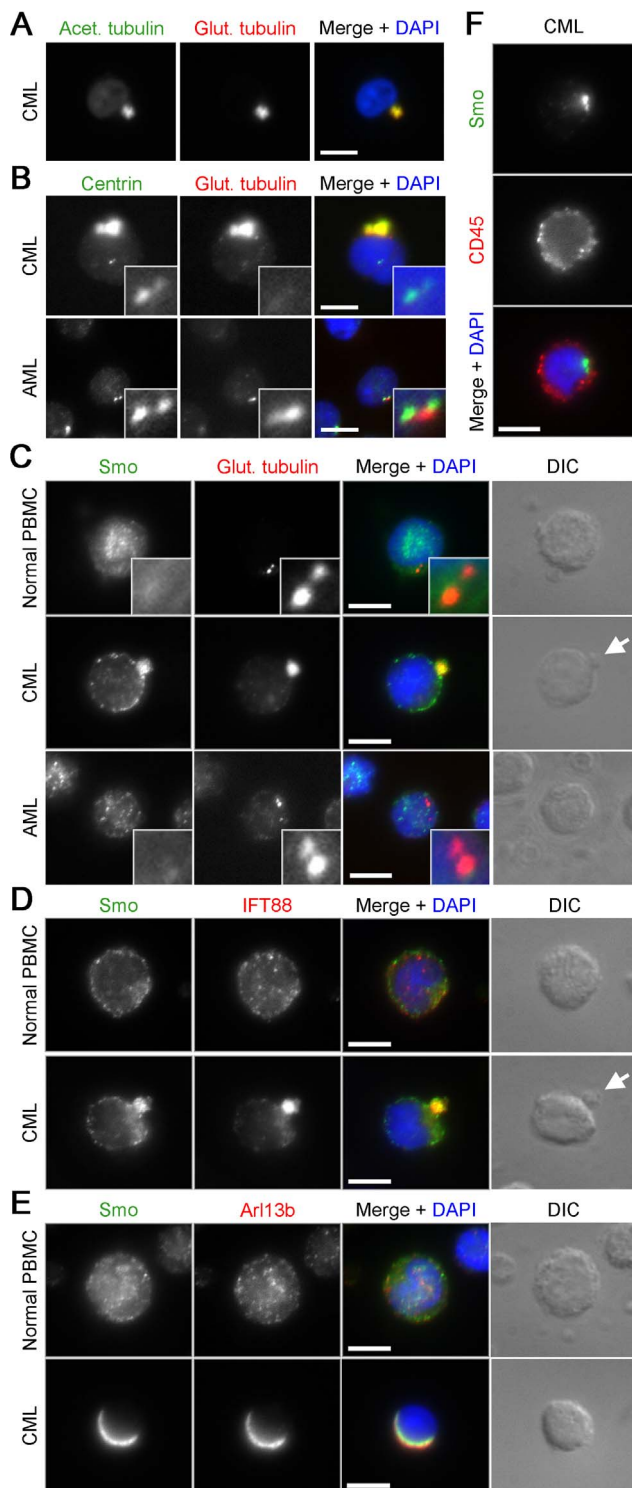 A
Acet. tubulin Glut. tubulin Merge + DAPI
CML
B
Centrin Glut. tubulin Merge + DAPI
CML
AML
C
Smo Glut. tubulin Merge + DAPI DIC
Normal PBMC
CML
AML
D
Smo IFT88 Merge + DAPI DIC
Normal PBMC
CML
E
Smo Arl13b Merge + DAPI DIC
Normal PBMC
CML
F
CML
Smo
CD45
Merge + DAPI